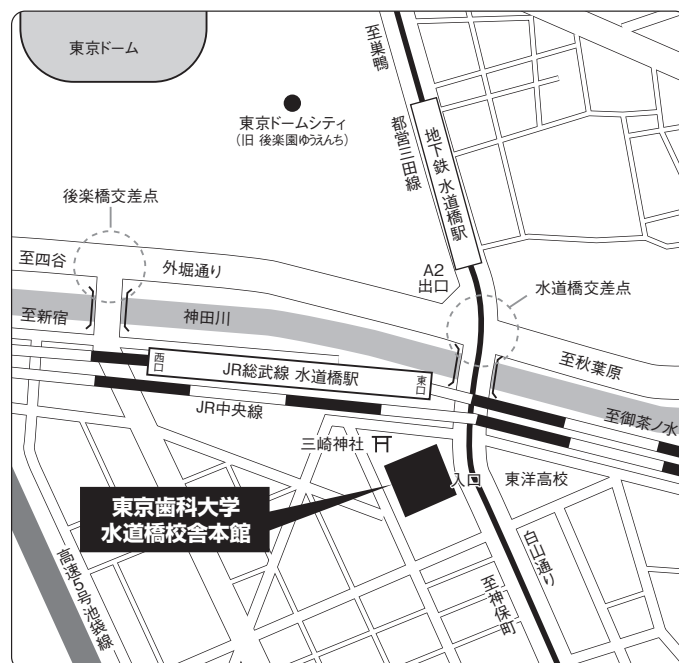 東京ドーム
至巣鴨
東京ドームシティ
(旧 後楽園ゆうえんち)
都営三田線
地下鉄 水道橋駅
後楽橋交差点
至四谷
外堀通り
A2
出口
水道橋交差点
至新宿
神田川
至秋葉原
西口
JR総武線 水道橋駅
東口
至御茶ノ水
JR中央線
三崎神社
入口
東洋高校
東京歯科大学
水道橋校舎本館
高速5号池袋線
白山通り
至神保町